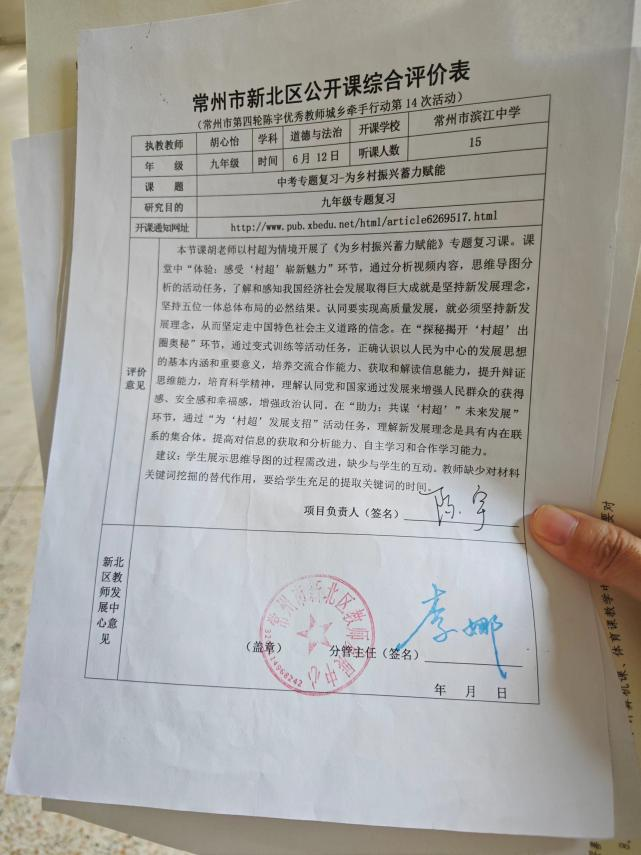 常州市新北区公开课综合评价表
（常州市第四轮陈宇优秀教师城乡牵手行动第 14 次活动）
执教教师 胡心怡 学科 道德与法治 开课学校 常州市滨江中学
年 级 九年级 时间 6 月 12 日 听课人数 15
课 题 中考专题复习-为乡村振兴蓄力赋能
研究目的 九年级专题复习
开课通知网址 http://www.pub.xbedu.net/html/article6269517.html
本节课胡老师以村超为情境开展了《为乡村振兴蓄力赋能》专题复习课。课
堂中“体验：感受‘村超’崭新魅力”环节，通过分析视频内容，思维导图分
析的活动任务，了解和感知我国经济社会发展取得巨大成就是坚持新发展理念，
坚持五位一体总体布局的必然结果。认同要实现高质量发展，就必须坚持新发
展理念，从而坚定走中国特色社会主义道路的信念。在“探秘揭开‘村超’出
圈奥秘”环节，通过变式训练等活动任务，正确认识以人民为中心的发展思想
评价 的基本内涵和重要意义，培养交流合作能力、获取和解读信息能力，提升辩证
意见 思维能力，培育科学精神，理解认同党和国家通过发展来增强人民群众的获得
感、安全感和幸福感，增强政治认同。在“助力：共谋‘村超’”未来发展”
环节，通过“为‘村超’发展支招”活动任务，理解新发展理念是具有内在联
系的集合体。提高对信息的获取和分析能力、自主学习和合作学习能力。
建议：学生展示思维导图的过程需改进，缺少与学生的互动。教师缺少对材料
关键词挖掘的替代作用，要给学生充足的提取关键词的时间。
项目负责人（签名） 陈宇
新北
区教
师发
展中
心意
见
常州市新北区教师发展中心
（盖章） 分管主任（签名） 李娜
年 月 日